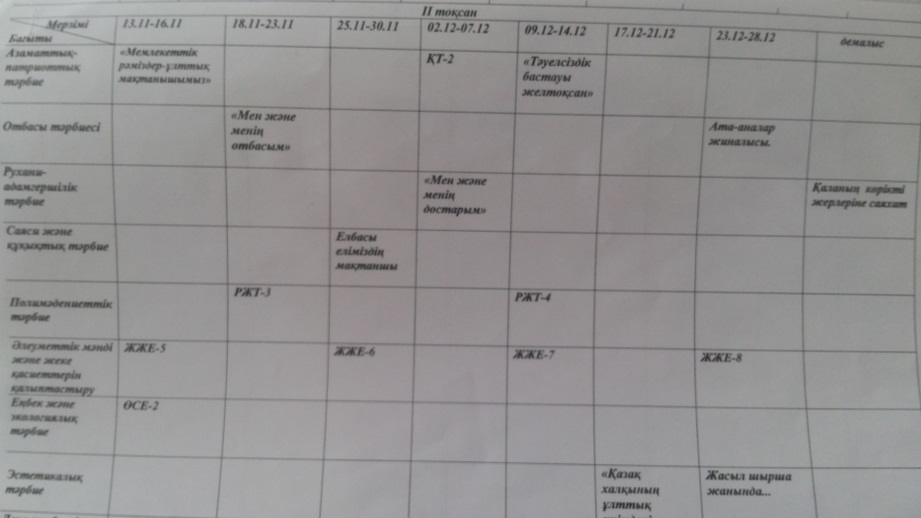 II тоқсан
Мерзімі
Бағыты
13.11-16.11
18.11-23.11
25.11-30.11
02.12-07.12
09.12-14.12
17.12-21.12
23.12-28.12
демалыс
Азаматтық-
патриоттық
тәрбие
«Мемлекеттік
рәміздер-ұлттық
мақтанышымыз»
ҚТ-2
«Тәуелсіздік
бастауы
желтоқсан»
Отбасы тәрбиесі
«Мен және
менің
отбасым»
Ата-аналар
жиналысы.
Рухани-
адамгершілік
тәрбие
«Мен және
менің
достарым»
Қаланың көрікті
жерлеріне саяхат
Саяси және
құқықтық тәрбие
Елбасы
еліміздің
мақтаншы
Полимәдениеттік
тәрбие
РЖТ-3
РЖТ-4
Әлеуметтік мәнді
және жеке
қасиеттерін
қалыптастыру
ЖЖЕ-5
ЖЖЕ-6
ЖЖЕ-7
ЖЖЕ-8
Еңбек және
экологиялық
тәрбие
ӨСЕ-2
Эстетикалық
тәрбие
«Қазақ
халқының
ұлттық
Жасыл шырша
жанында...